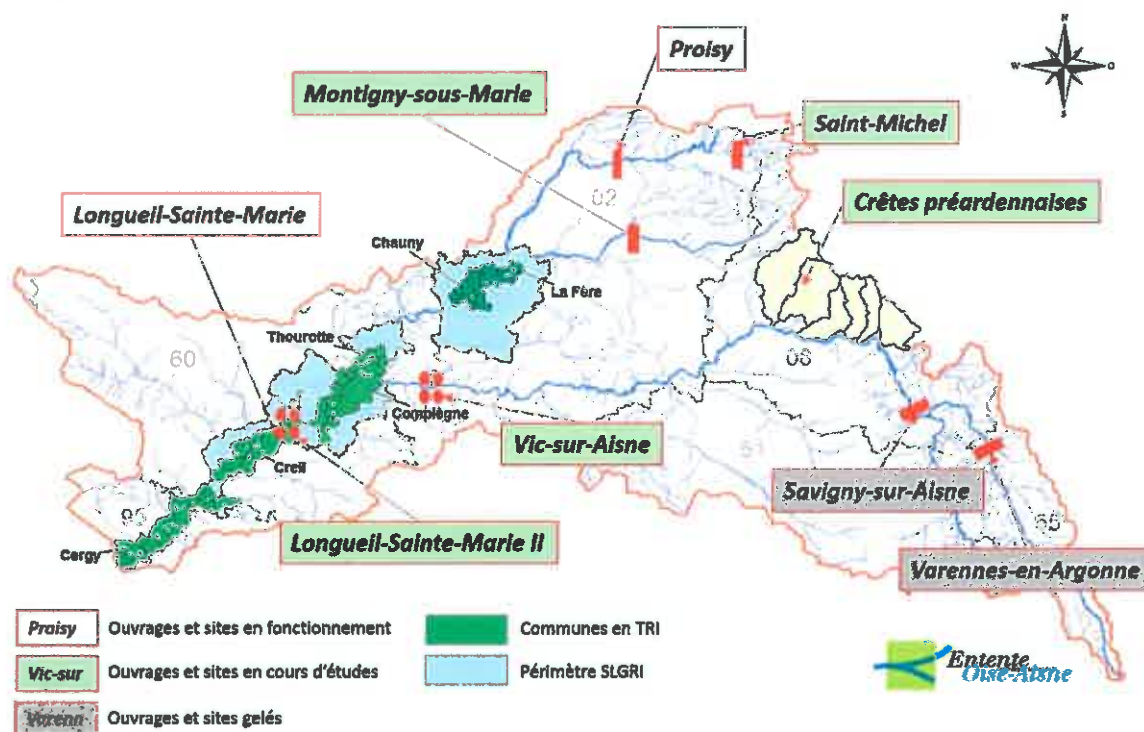 N
W
O
S
Proisy
Montigny-sous-Marle
Saint-Michel
02
Crêtes préardennaises
Longueil-Sainte-Marie
Chauny
La Fère
Thourotte
60
08
Compiègne
Vic-sur-Aisne
51
Creil
Savigny-sur-Aisne
95
55
Longueil-Sainte-Marie II
Cergy
Varennes-en-Argonne
Proisy Ouvrages et sites en fonctionnement
Communes en TRI
Vic-sur Ouvrages et sites en cours d'études
Périmètre SLGRI
Varenn Ouvrages et sites gelés
Entente
Oise-Aisne